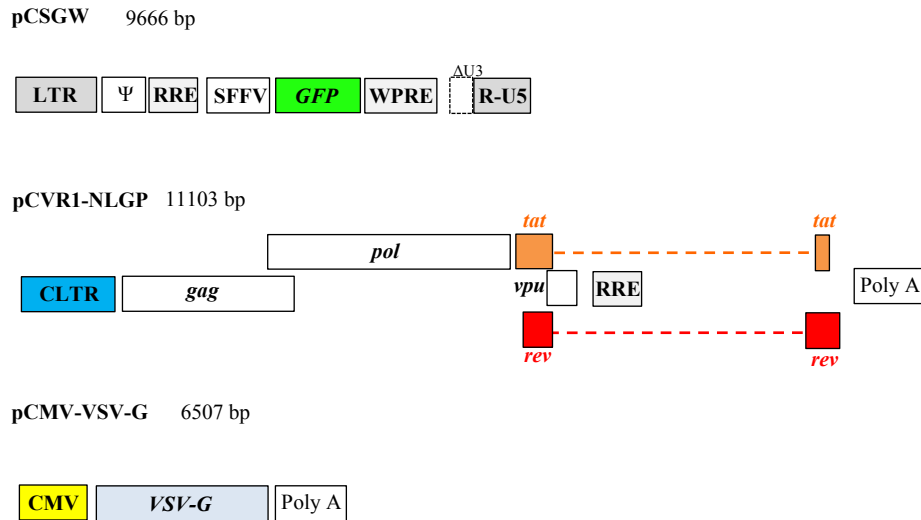 pCSGW 9666 bp
ΔU3
LTR Ψ RRE SFFV GFP WPRE R-U5
pCVR1-NLGP 11103 bp
tat tat
pol
CLTR gag vpu RRE Poly A
rev rev
pCMV-VSV-G 6507 bp
CMV VSV-G Poly A